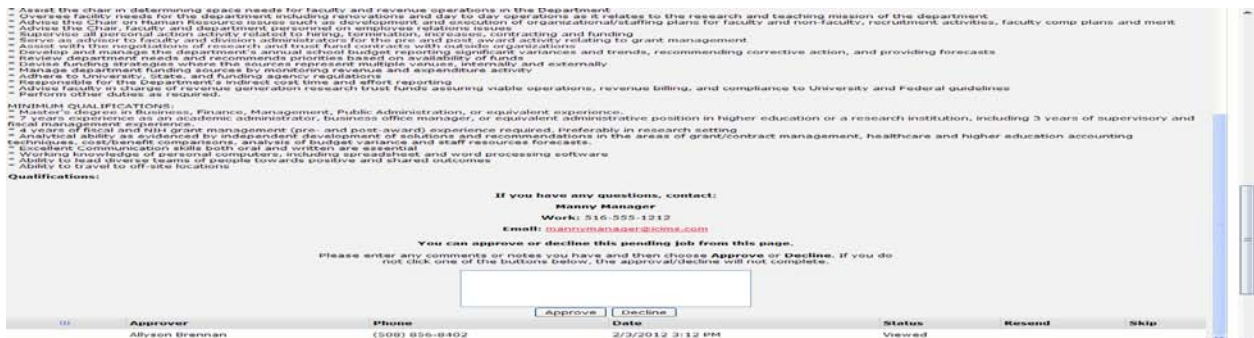 * Assist the chair in determining space needs for faculty and revenue operations in the Department
* Oversee facility needs for the department including renovations and day to day operations as it relates to the research and teaching mission of the department
* Advise the Chair on Human Resource issues such as development and execution of organizational/staffing plans for faculty and non-faculty, recruitment activities, faculty comp plans and merit
* Advise the Chair, faculty and department personnel on employee relations issues
* Supervise all personal action activity related to hiring, termination, increases, contracting and funding
* Serve as advisor to faculty and division administrators for the pre and post award activity relating to grant management
* Assist with the negotiations of research and trust fund contracts with outside organizations
* Develop and manage the department's annual school budget reporting significant variances and trends, recommending corrective action, and providing forecasts
* Review department needs and recommends priorities based on availability of funds
* Devise funding strategies where the sources represent multiple venues, internally and externally
* Manage department funding sources by monitoring revenue and expenditure activity
* Adhere to University, State, and funding agency regulations
* Responsible for the Department's indirect cost time and effort reporting
* Advise faculty in charge of revenue generation research trust funds assuring viable operations, revenue billing, and compliance to University and Federal guidelines
* Perform other duties as required.
MINIMUM QUALIFICATIONS:
* Master's degree in Business, Finance, Management, Public Administration, or equivalent experience.
* 7 years experience as an academic administrator, business office manager, or equivalent administrative position in higher education or a research institution, including 3 years of supervisory and
fiscal management experience.
* 4 years of fiscal and NIH grant management (pre- and post-award) experience required. Preferably in research setting
* Analytical ability as evidenced by independent development of solutions and recommendations in the areas of grant/contract management, healthcare and higher education accounting
techniques, cost/benefit comparisons, analysis of budget variance and staff resources forecasts.
* Excellent Communication skills both oral and written are essential
* Working knowledge of personal computers, including spreadsheet and word processing software
* Ability to lead diverse teams of people towards positive and shared outcomes
* Ability to travel to off-site locations
Qualifications:
If you have any questions, contact:
Manny Manager
Work: 516-555-1212
Email: mannymanager@icims.com
You can approve or decline this pending job from this page.
Please enter any comments or notes you have and then choose Approve or Decline. If you do
not click one of the buttons below, the approval/decline will not complete.
Approve Decline
Approver Phone Date Status Resend Skip
Allyson Brennan (508) 856-8402 2/3/2012 3:12 PM Viewed